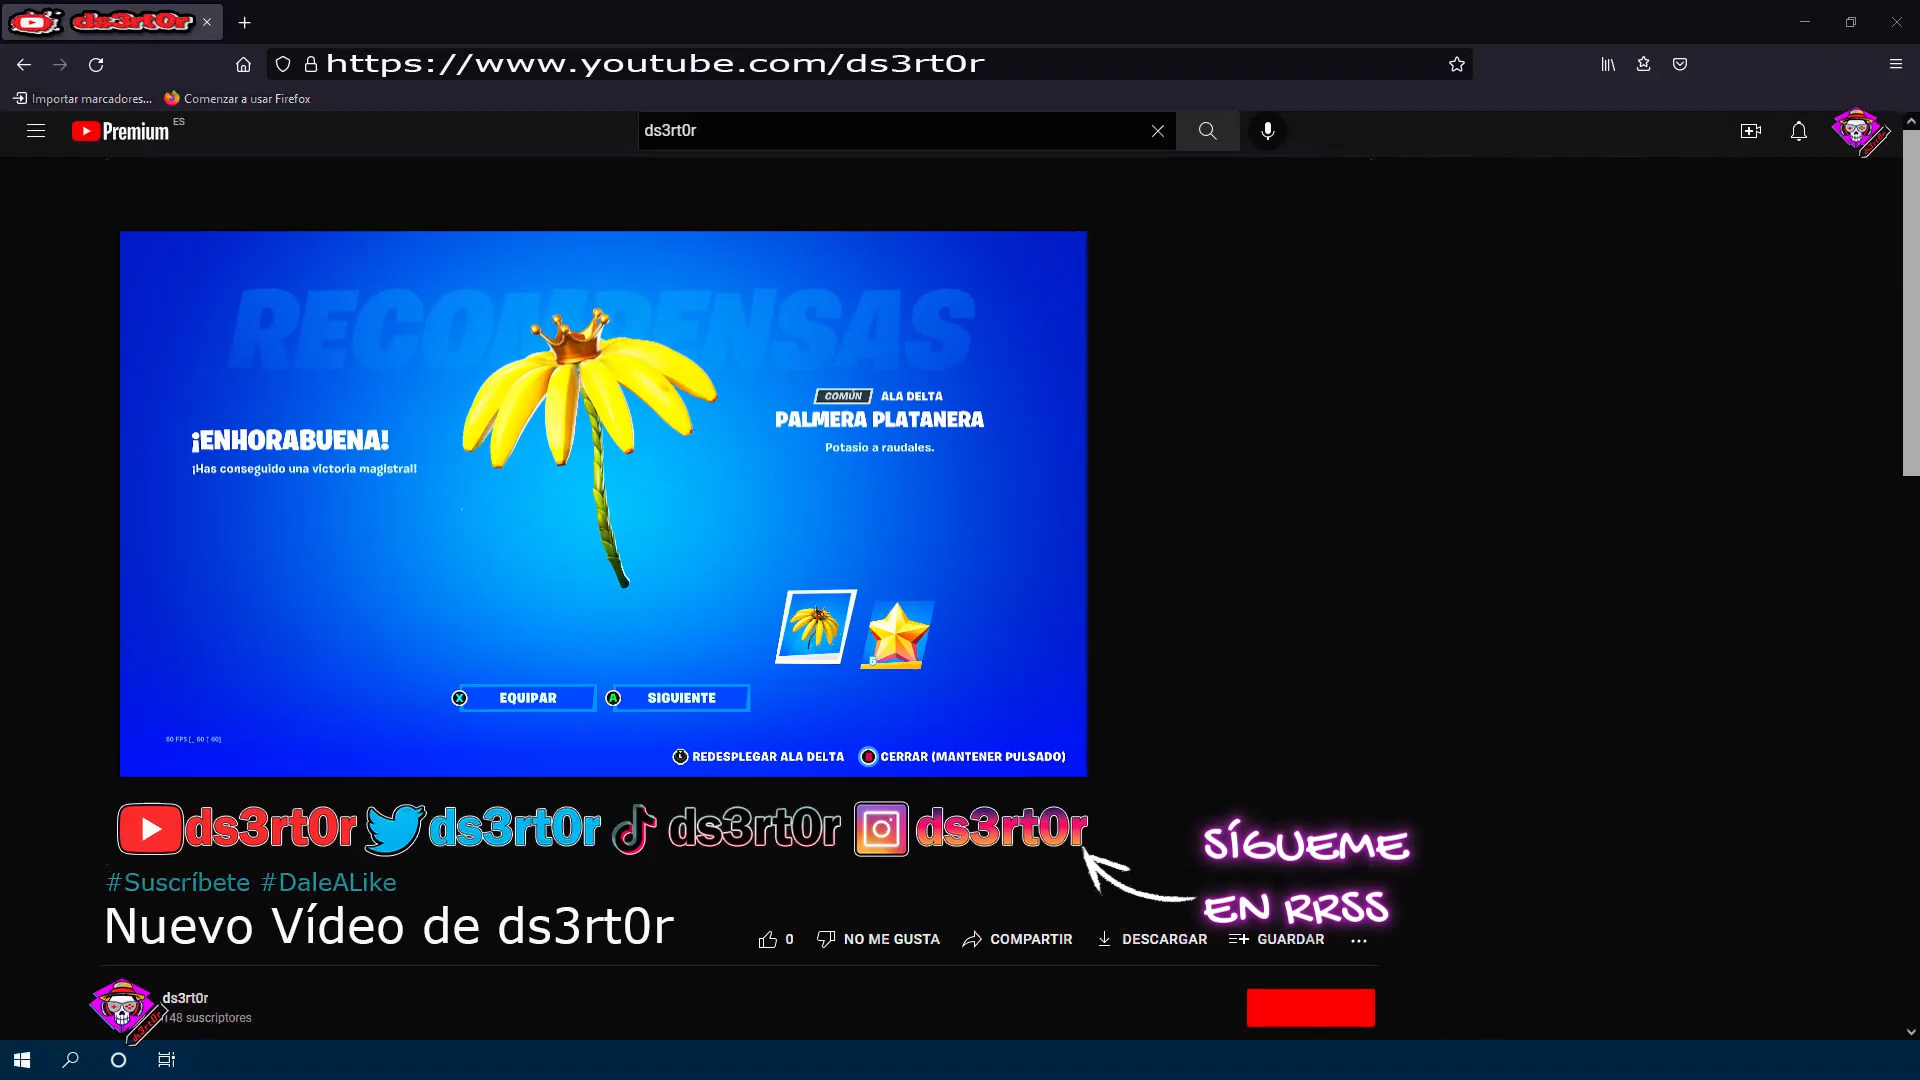 ds3rt0r
https://www.youtube.com/ds3rt0r
Importar marcadores... Comenzar a usar Firefox
Premium ES
ds3rt0r
RECOMPENSAS
COMÚN ALA DELTA
PALMERA PLATANERA
Potasio a raudales.
¡ENHORABUENA!
¡Has conseguido una victoria magistral!
X EQUIPAR A SIGUIENTE
REDESPLEGAR ALA DELTA CERRAR (MANTENER PULSADO)
ds3rt0r ds3rt0r ds3rt0r ds3rt0r
SÍGUEME
EN RRSS
#Suscríbete #DaleALike
Nuevo Vídeo de ds3rt0r
0 NO ME GUSTA COMPARTIR DESCARGAR GUARDAR
ds3rt0r
148 suscriptores
ds3rt0r